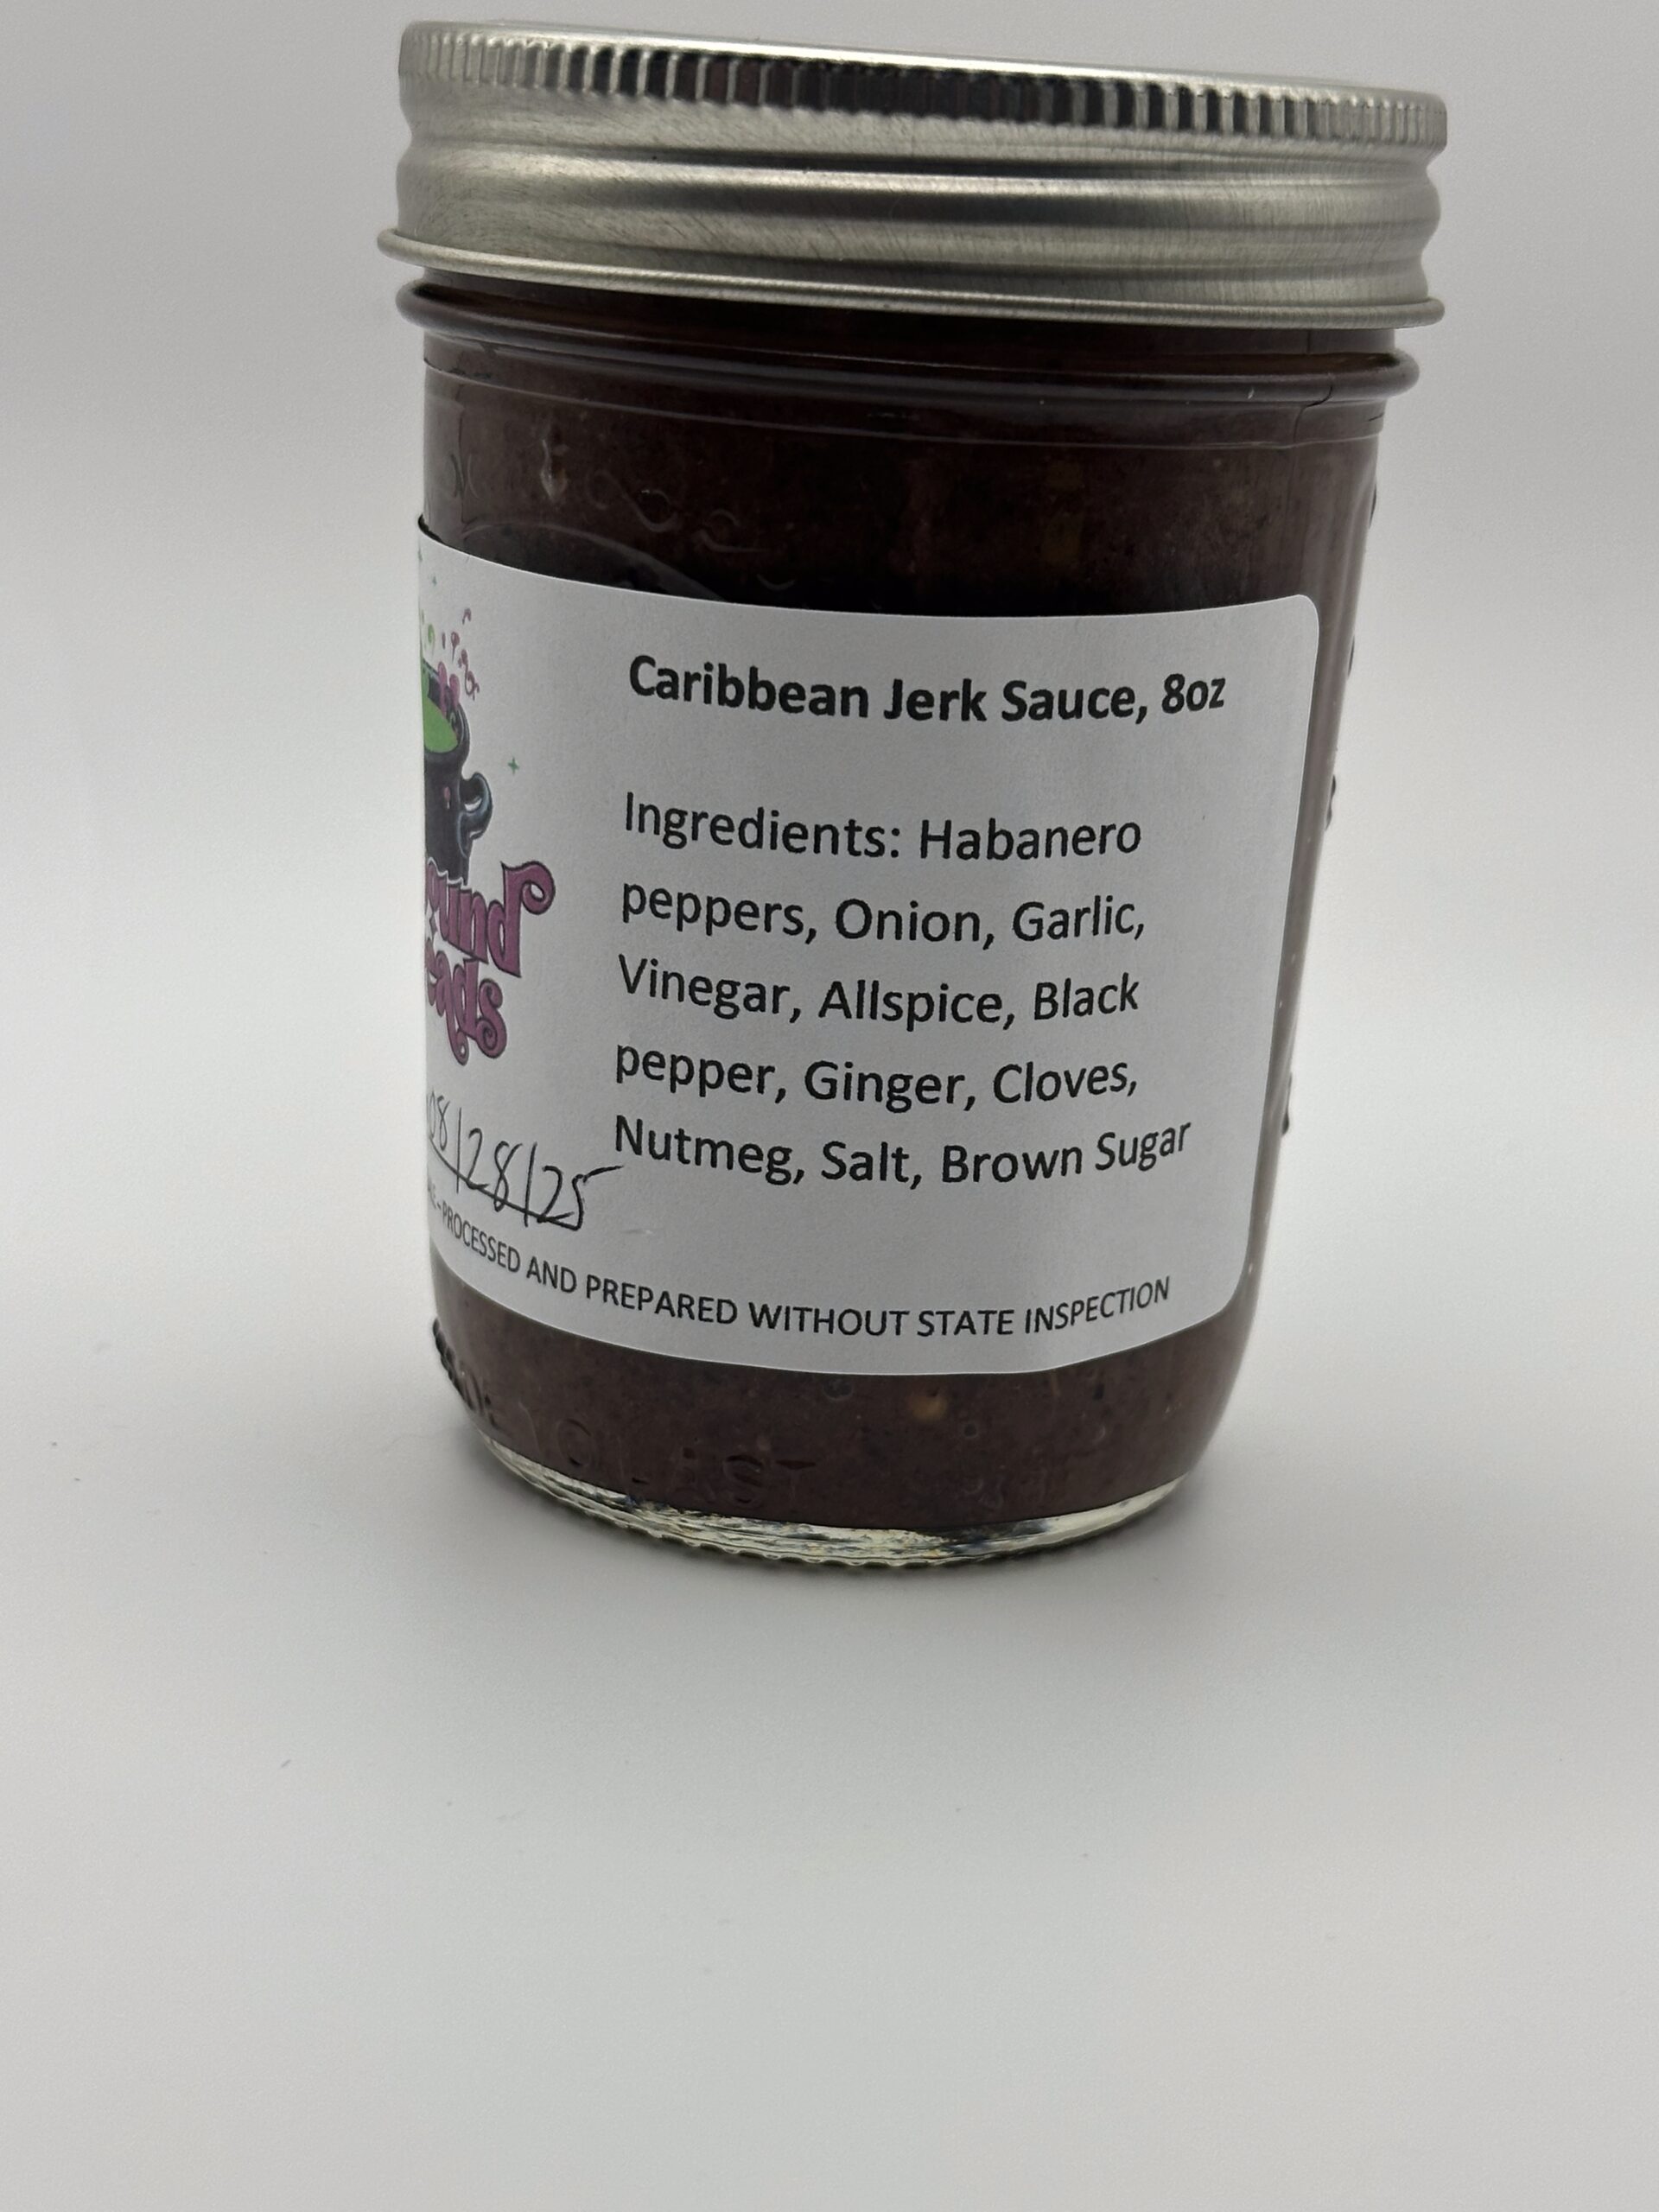 Caribbean Jerk Sauce, 8oz
Ingredients: Habanero
peppers, Onion, Garlic,
Vinegar, Allspice, Black
pepper, Ginger, Cloves,
Nutmeg, Salt, Brown Sugar
08/28/25
PROCESSED AND PREPARED WITHOUT STATE INSPECTION